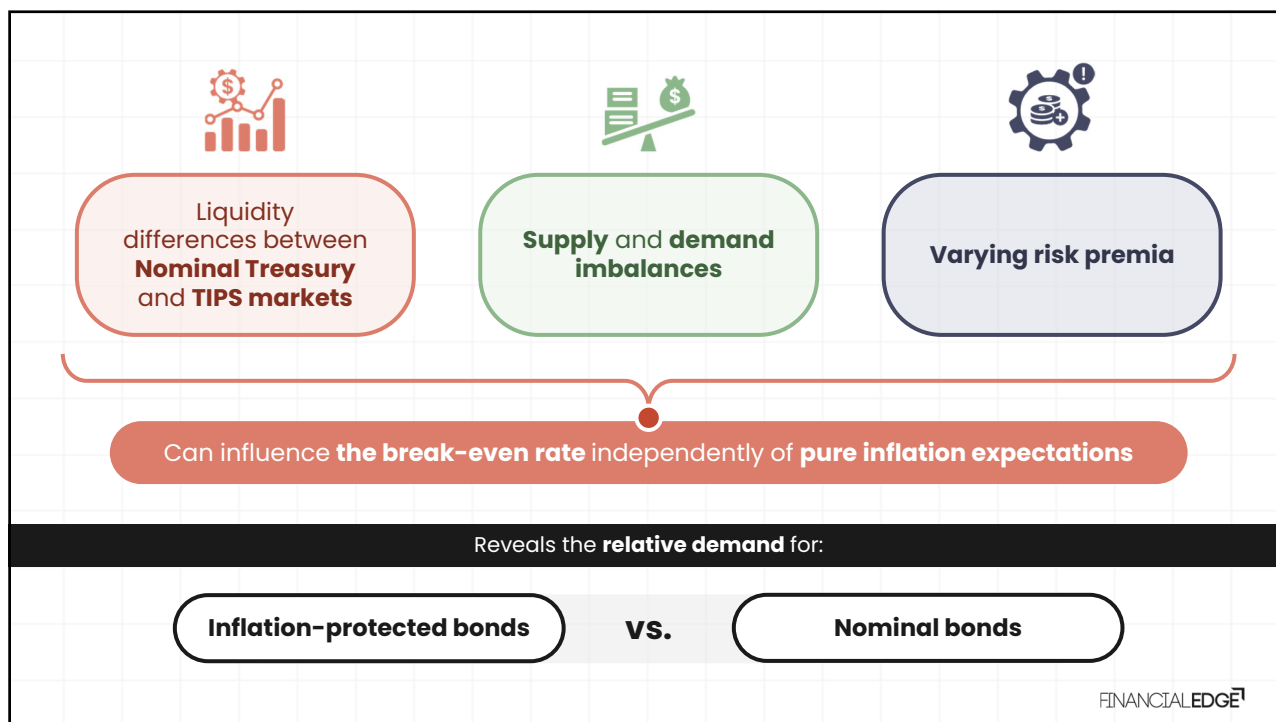 Liquidity
differences between
Nominal Treasury
and TIPS markets
Supply and demand
imbalances
Varying risk premia
Can influence the break-even rate independently of pure inflation expectations
Reveals the relative demand for:
Inflation-protected bonds
vs.
Nominal bonds
FINANCIALEDGE